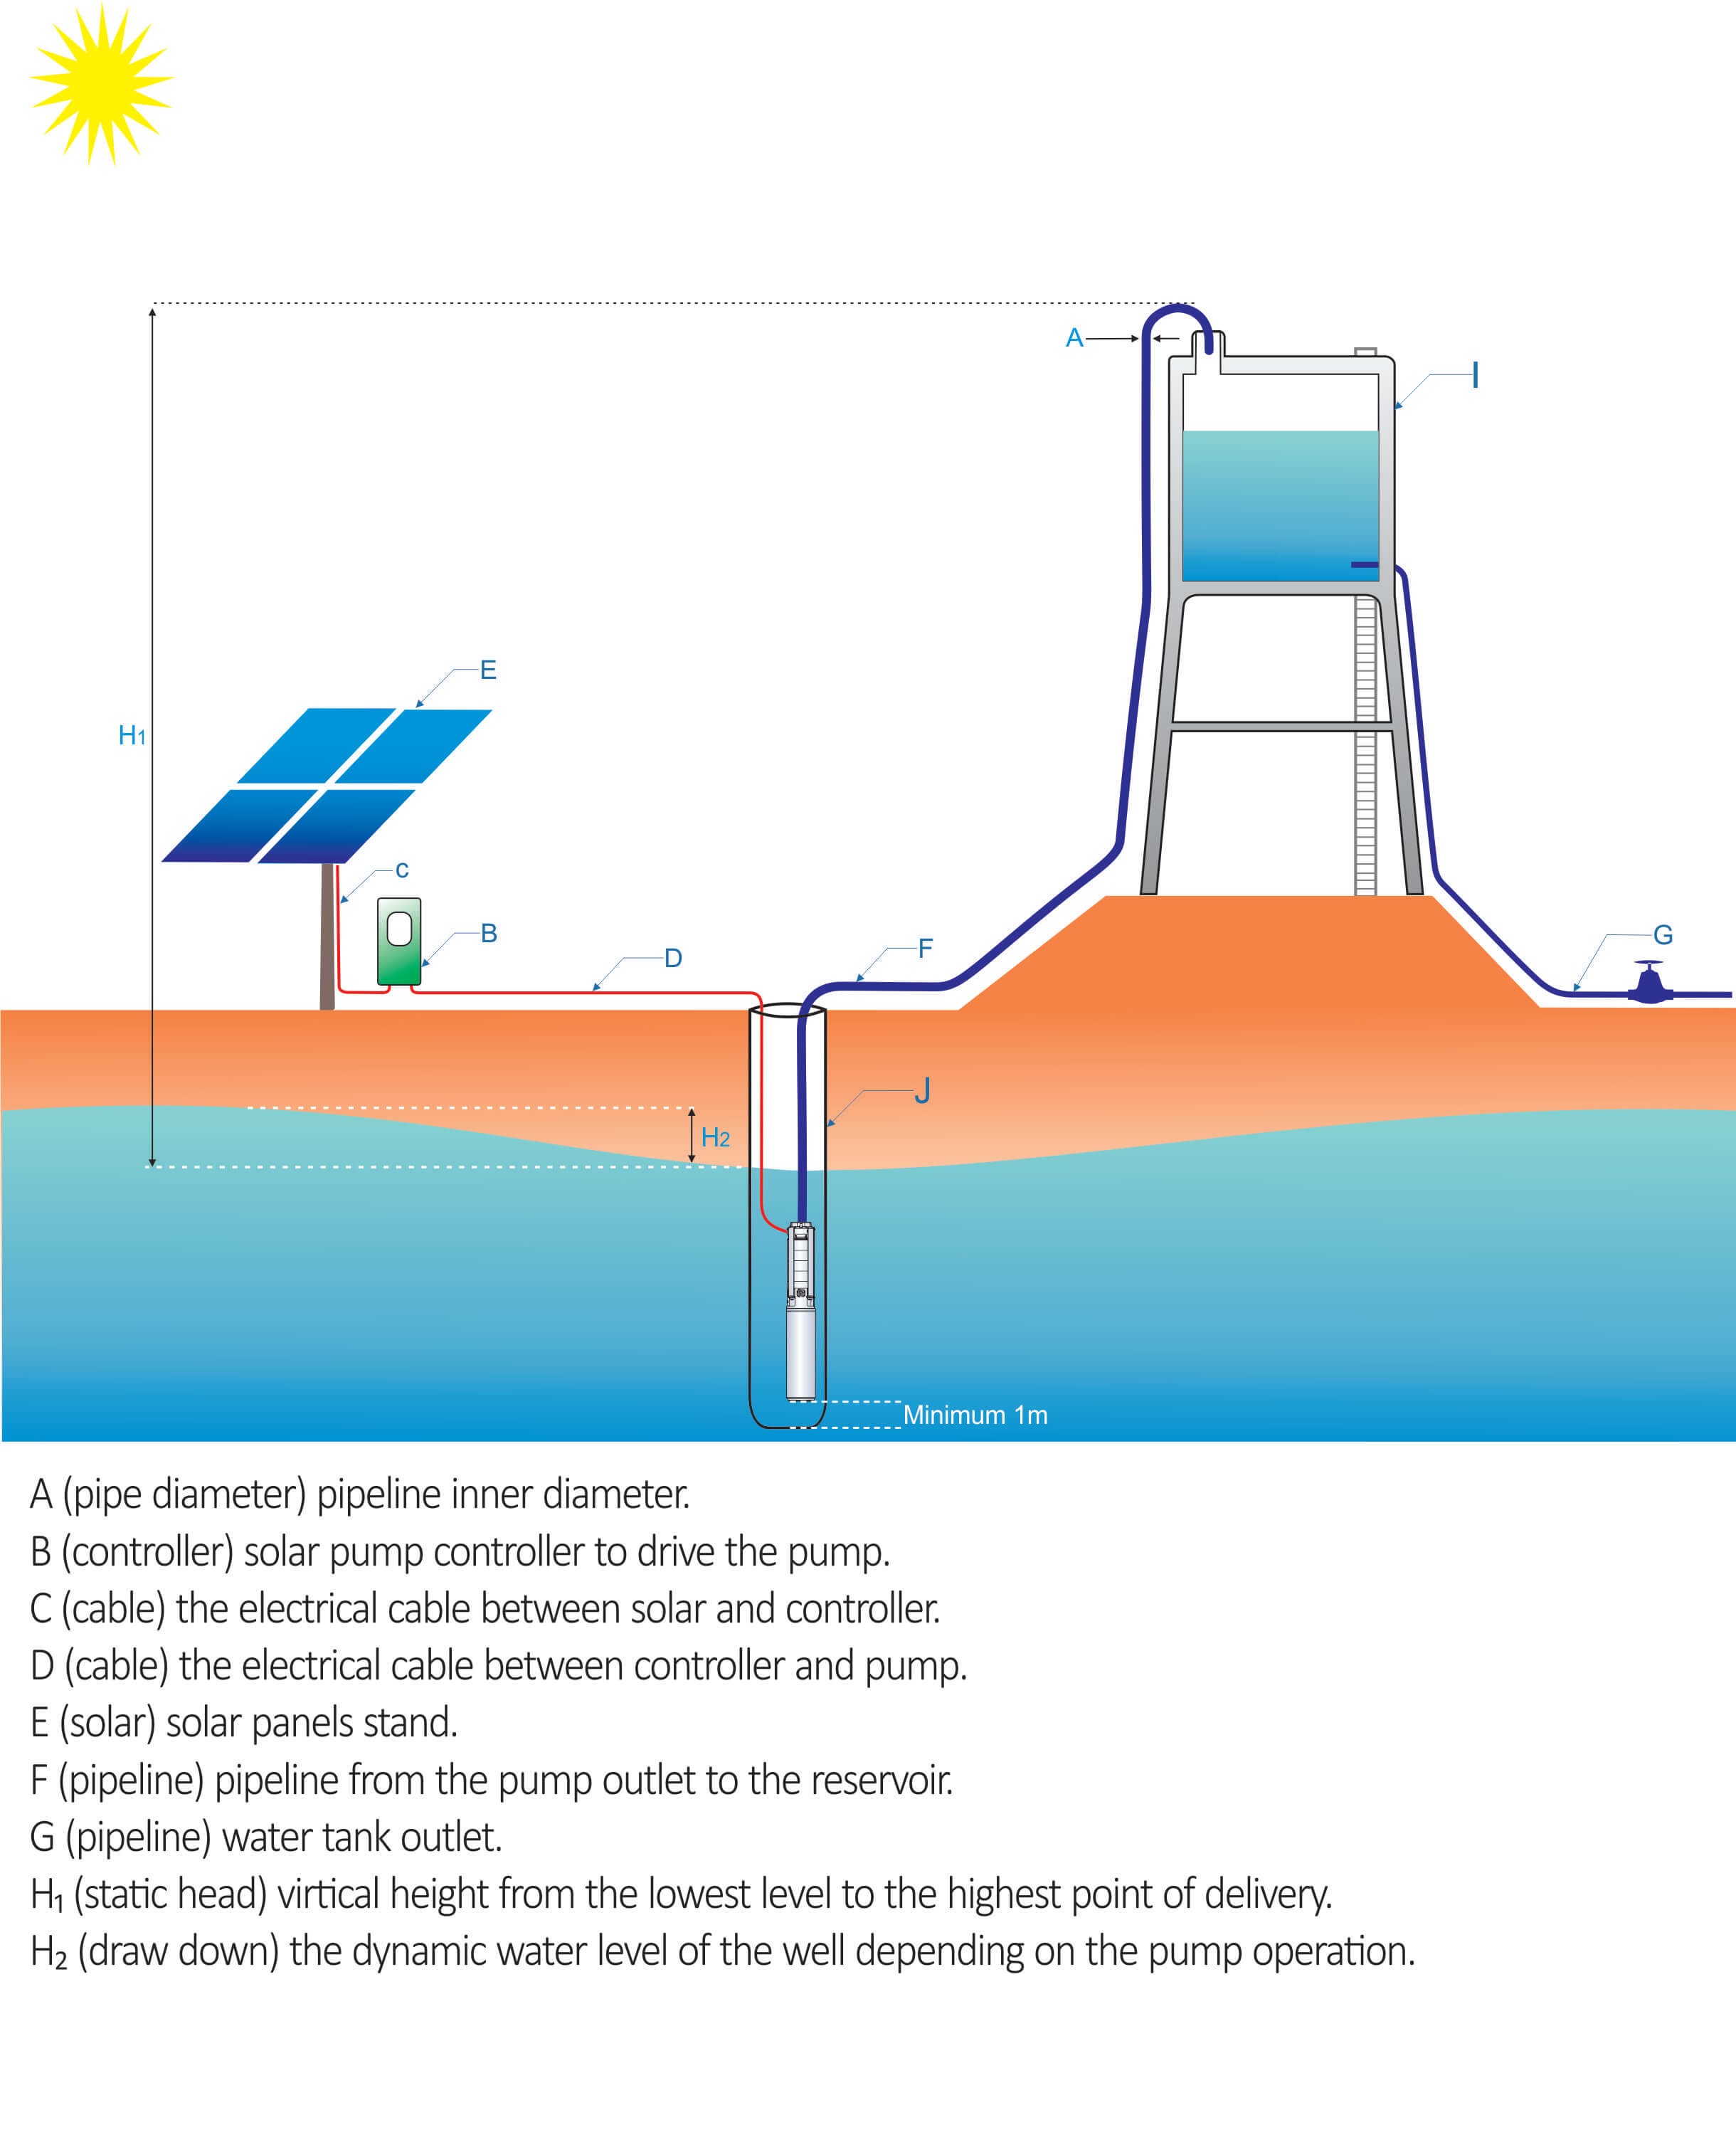 A
I
E
H1
c
B
D
F
G
J
H2
Minimum 1m
A (pipe diameter) pipeline inner diameter.
B (controller) solar pump controller to drive the pump.
C (cable) the electrical cable between solar and controller.
D (cable) the electrical cable between controller and pump.
E (solar) solar panels stand.
F (pipeline) pipeline from the pump outlet to the reservoir.
G (pipeline) water tank outlet.
H₁ (static head) virtical height from the lowest level to the highest point of delivery.
H₂ (draw down) the dynamic water level of the well depending on the pump operation.